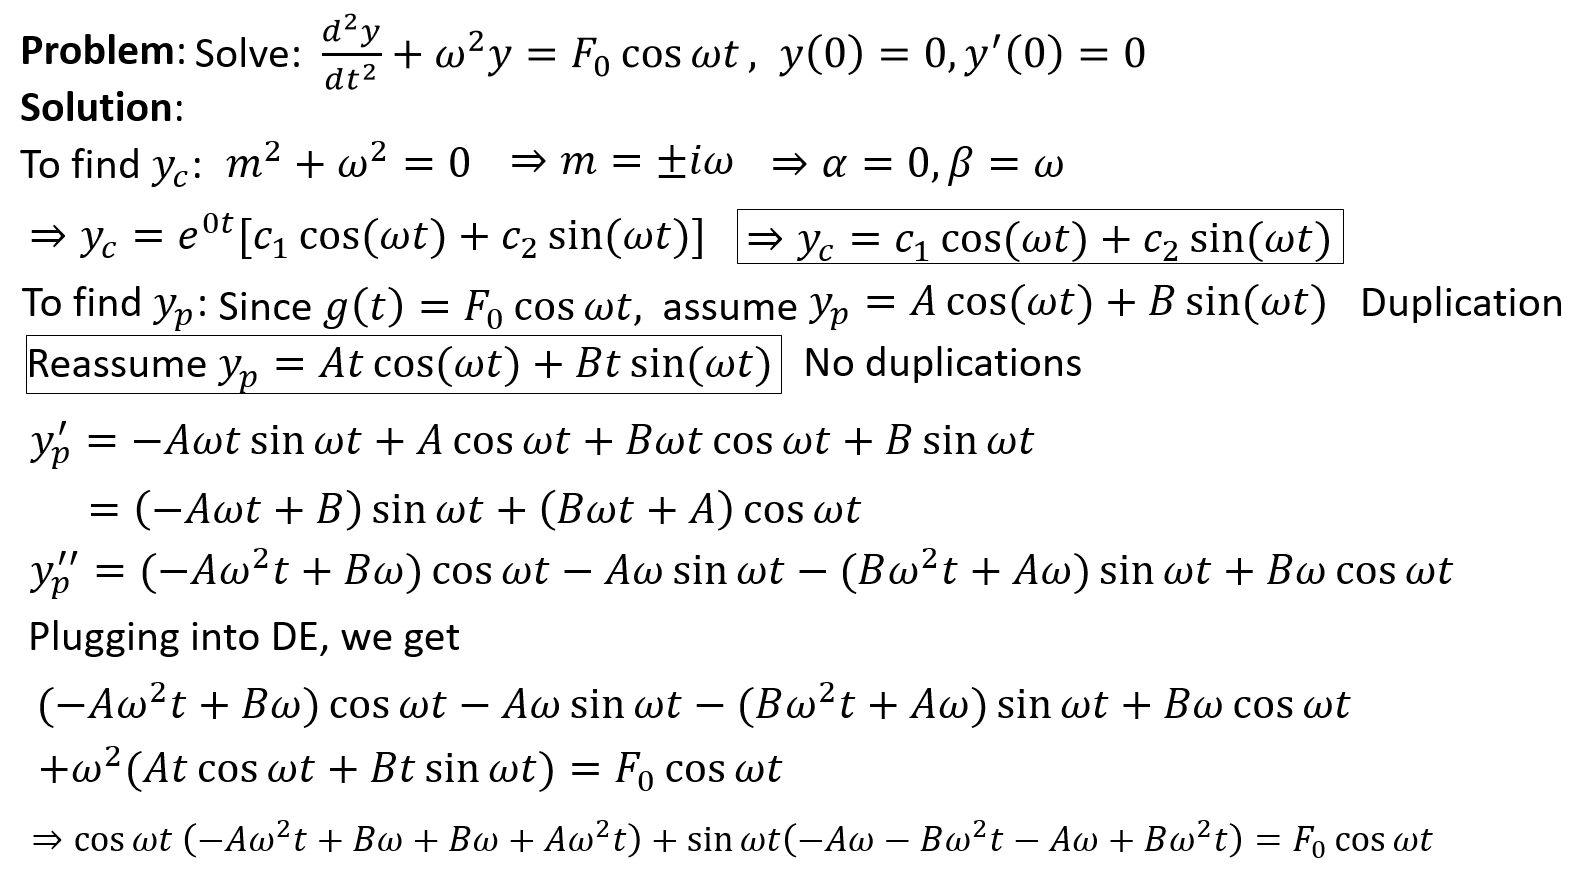 Problem: Solve: d²y/dt² + ω²y = F₀ cos ωt , y(0) = 0, y′(0) = 0
Solution:
To find y_c: m² + ω² = 0 ⇒ m = ±iω ⇒ α = 0, β = ω
⇒ y_c = e^{0t}[c₁ cos(ωt) + c₂ sin(ωt)] ⇒ y_c = c₁ cos(ωt) + c₂ sin(ωt)
To find y_p: Since g(t) = F₀ cos ωt, assume y_p = A cos(ωt) + B sin(ωt) Duplication
Reassume y_p = At cos(ωt) + Bt sin(ωt) No duplications
y_p′ = −Aωt sin ωt + A cos ωt + Bωt cos ωt + B sin ωt
= (−Aωt + B) sin ωt + (Bωt + A) cos ωt
y_p′′ = (−Aω²t + Bω) cos ωt − Aω sin ωt − (Bω²t + Aω) sin ωt + Bω cos ωt
Plugging into DE, we get
(−Aω²t + Bω) cos ωt − Aω sin ωt − (Bω²t + Aω) sin ωt + Bω cos ωt
+ω²(At cos ωt + Bt sin ωt) = F₀ cos ωt
⇒ cos ωt (−Aω²t + Bω + Bω + Aω²t) + sin ωt(−Aω − Bω²t − Aω + Bω²t) = F₀ cos ωt